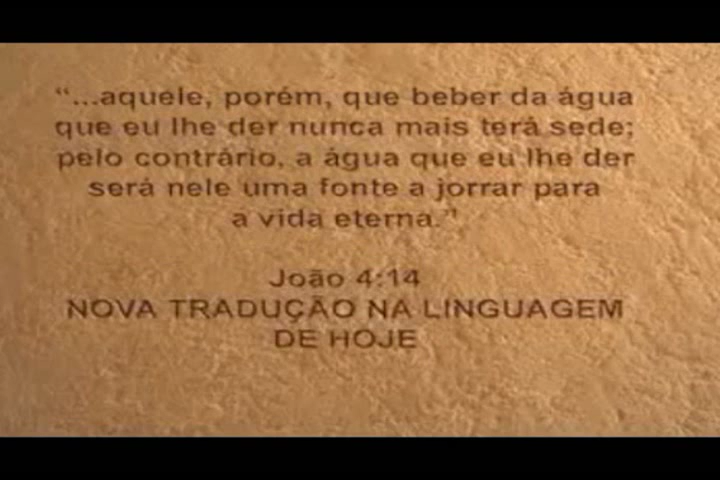 “...aquele, porém, que beber da água
que eu lhe der nunca mais terá sede;
pelo contrário, a água que eu lhe der
será nele uma fonte a jorrar para
a vida eterna.”
João 4:14
NOVA TRADUÇÃO NA LINGUAGEM
DE HOJE